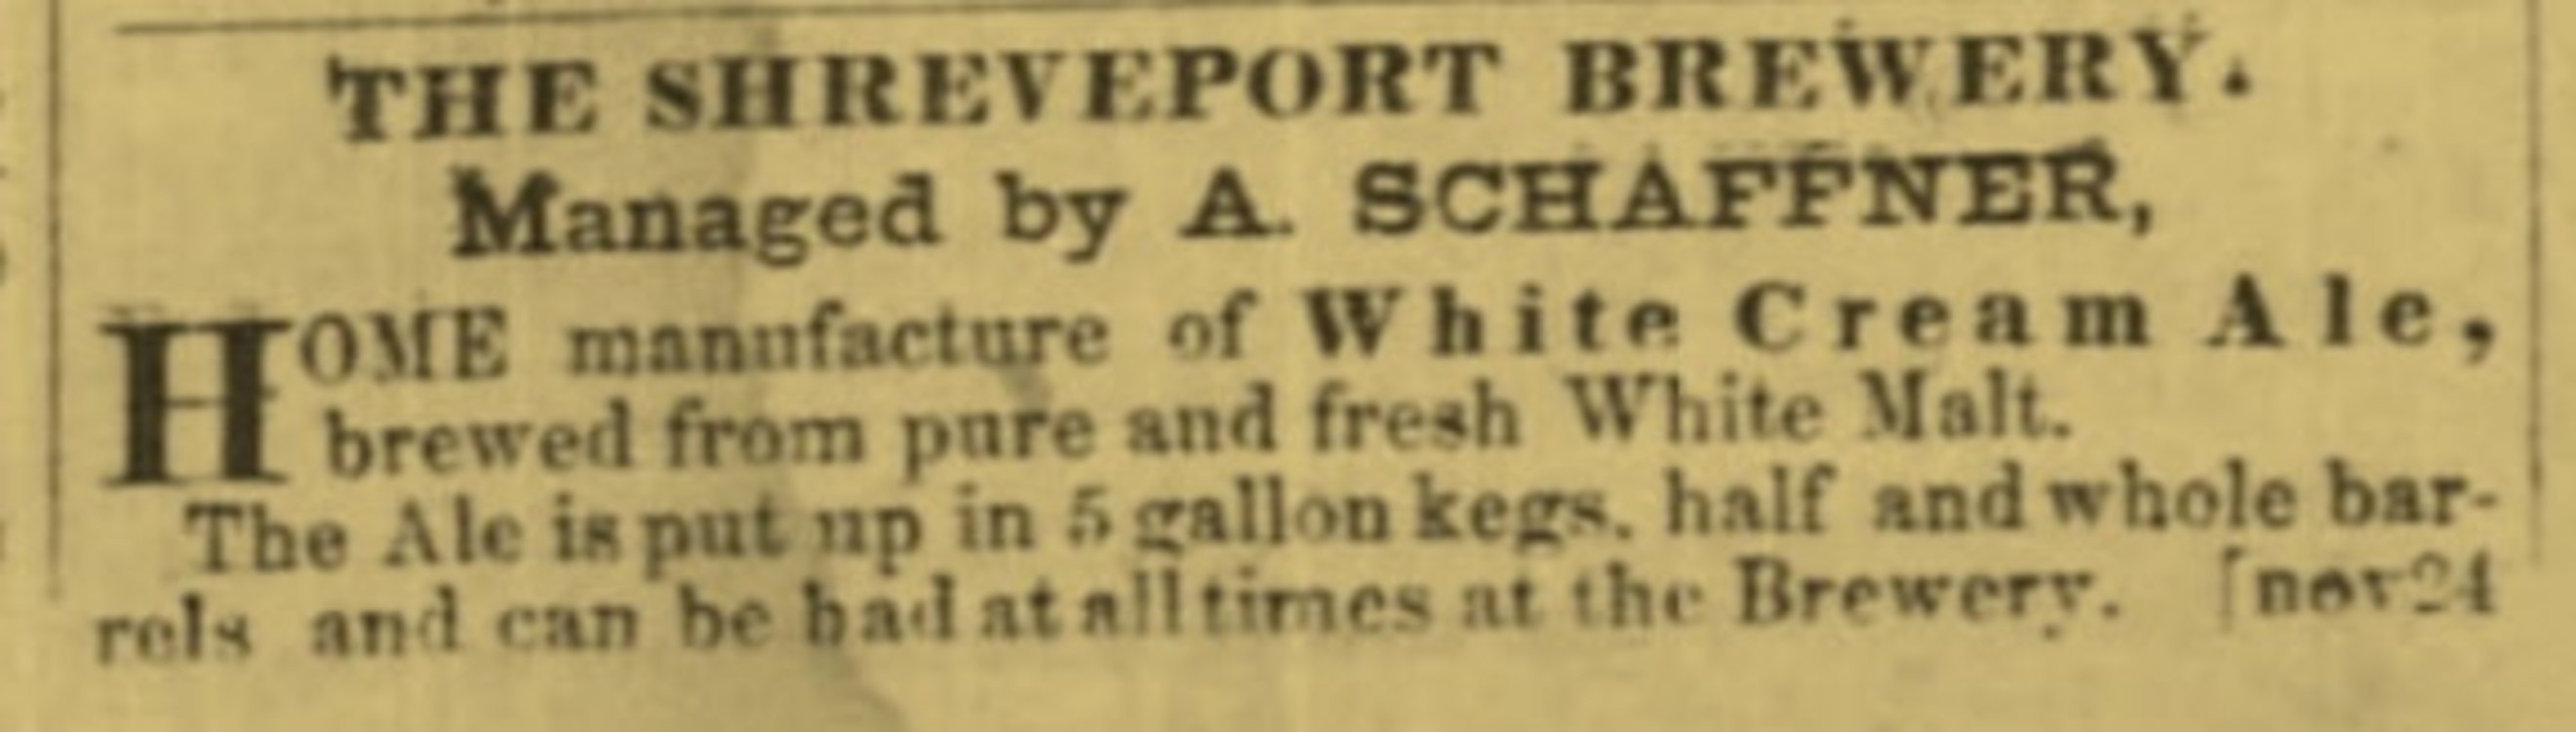 THE SHREVEPORT BREWERY.
Managed by A. SCHAFFNER,
HOME manufacture of White Cream Ale,
brewed from pure and fresh White Malt.
The Ale is put up in 5 gallon kegs, half and whole bar-
rels and can be had at all times at the Brewery. [nov24